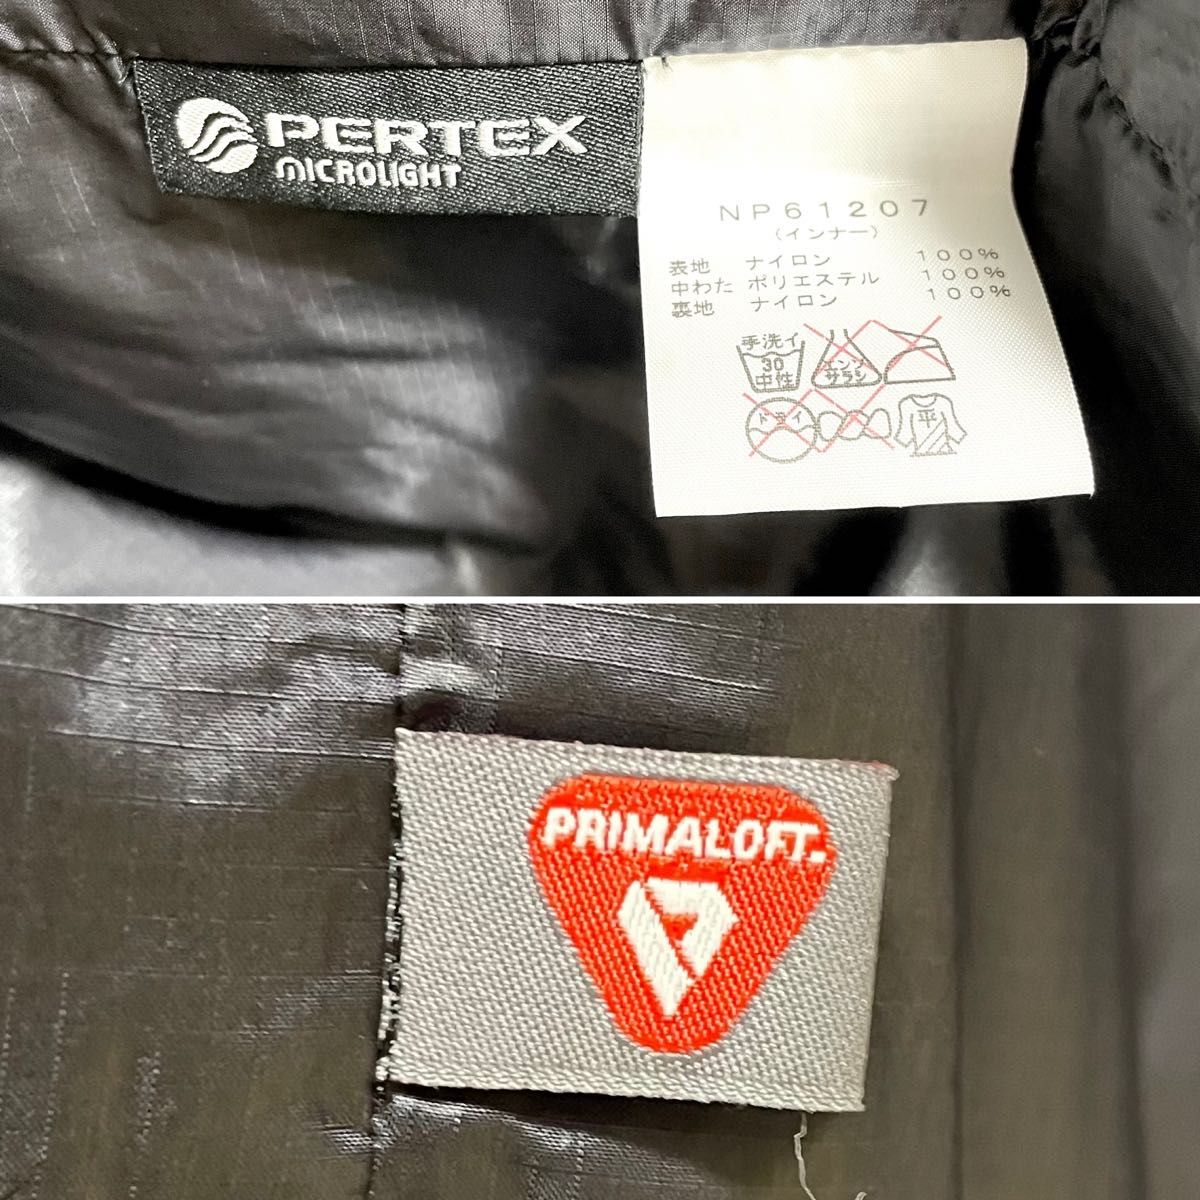 PERTEX
MICROLIGHT
NP61207
(インナー)
表地 ナイロン 100%
中わた ポリエステル 100%
裏地 ナイロン 100%
手洗イ
30
中性
エンソ
サラシ
ドライ
平
PRIMALOFT.